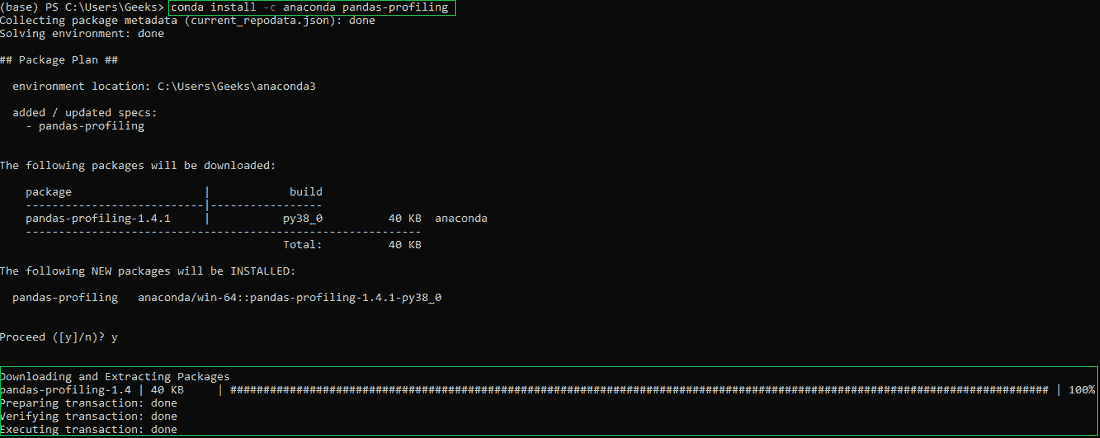 (base) PS C:\Users\Geeks> conda install -c anaconda pandas-profiling
Collecting package metadata (current_repodata.json): done
Solving environment: done
## Package Plan ##
environment location: C:\Users\Geeks\anaconda3
added / updated specs:
- pandas-profiling
The following packages will be downloaded:
package | build
---------------------------|-----------------
pandas-profiling-1.4.1 | py38_0 40 KB anaconda
------------------------------------------------------------
Total: 40 KB
The following NEW packages will be INSTALLED:
pandas-profiling anaconda/win-64::pandas-profiling-1.4.1-py38_0
Proceed ([y]/n)? y
Downloading and Extracting Packages
pandas-profiling-1.4 | 40 KB | ############################################################################################################################ | 100%
Preparing transaction: done
Verifying transaction: done
Executing transaction: done